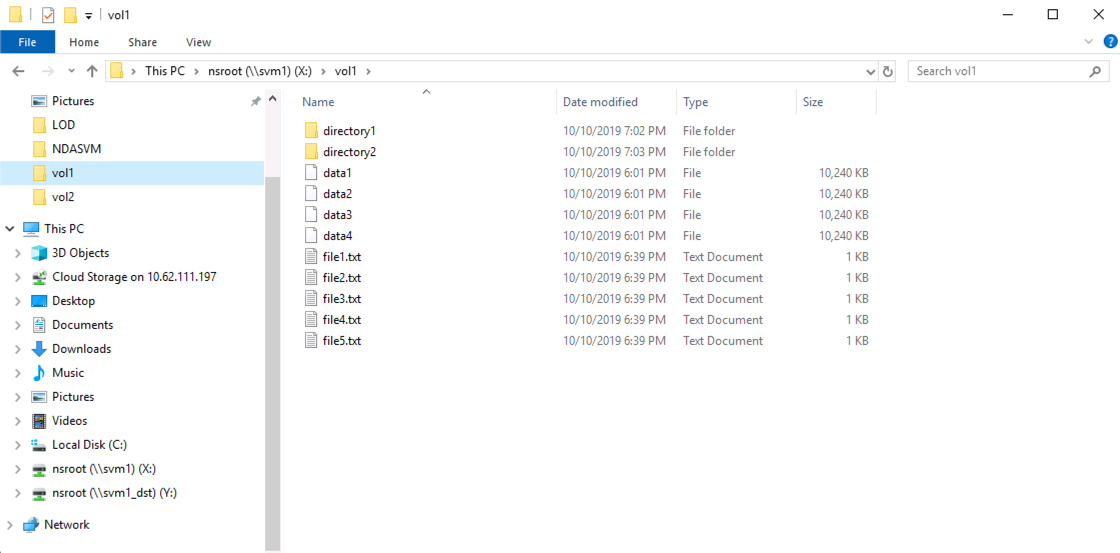 vol1
File Home Share View
This PC nsroot (\\svm1) (X:) vol1
Search vol1
Pictures
LOD
NDASVM
vol1
vol2
This PC
3D Objects
Cloud Storage on 10.62.111.197
Desktop
Documents
Downloads
Music
Pictures
Videos
Local Disk (C:)
nsroot (\\svm1) (X:)
nsroot (\\svm1_dst) (Y:)
Network
Name Date modified Type Size
directory1 10/10/2019 7:02 PM File folder
directory2 10/10/2019 7:03 PM File folder
data1 10/10/2019 6:01 PM File 10,240 KB
data2 10/10/2019 6:01 PM File 10,240 KB
data3 10/10/2019 6:01 PM File 10,240 KB
data4 10/10/2019 6:01 PM File 10,240 KB
file1.txt 10/10/2019 6:39 PM Text Document 1 KB
file2.txt 10/10/2019 6:39 PM Text Document 1 KB
file3.txt 10/10/2019 6:39 PM Text Document 1 KB
file4.txt 10/10/2019 6:39 PM Text Document 1 KB
file5.txt 10/10/2019 6:39 PM Text Document 1 KB